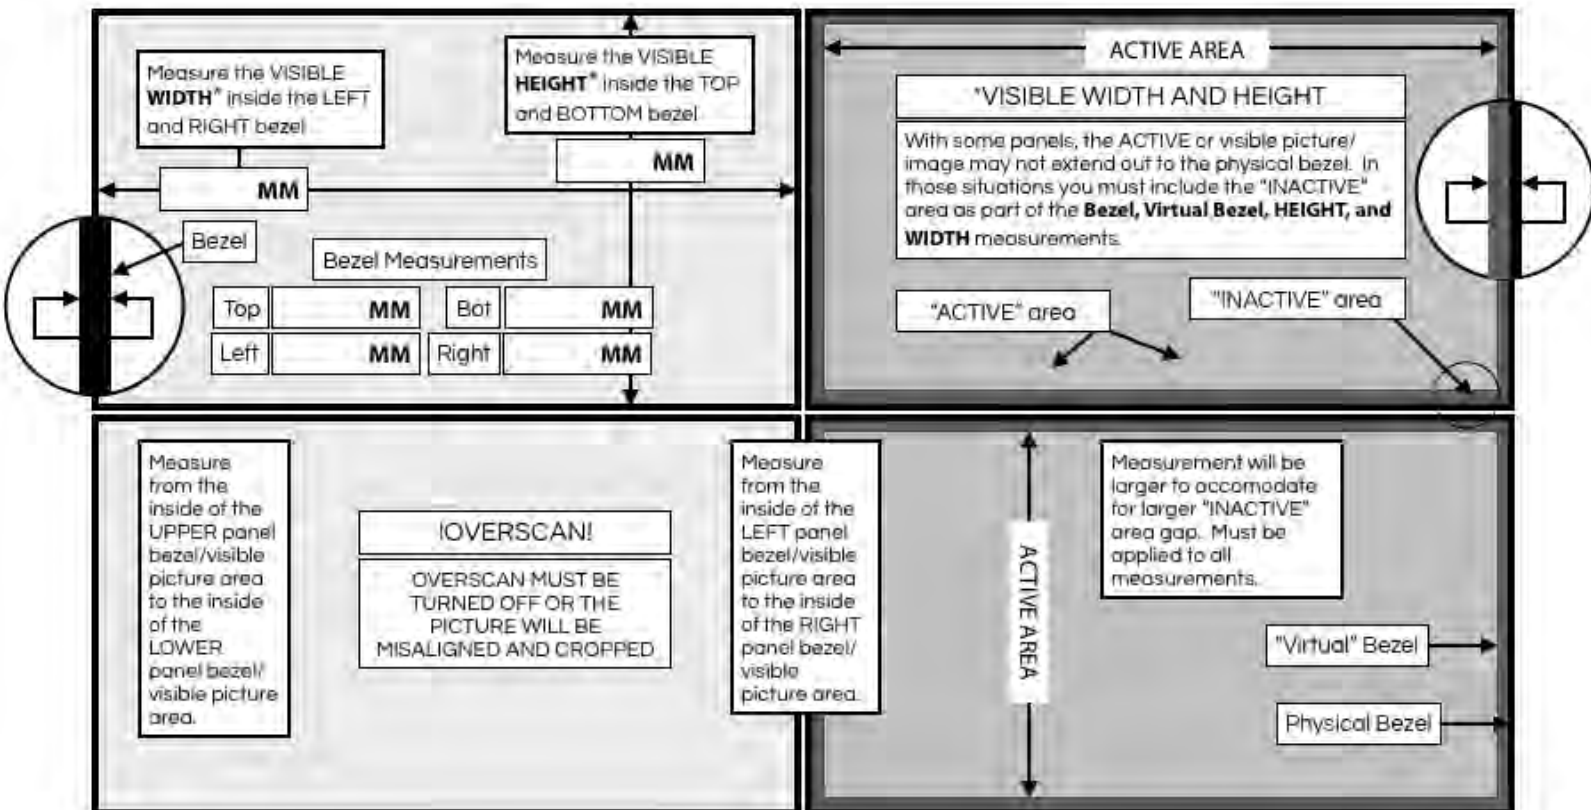 Measure the VISIBLE
WIDTH* inside the LEFT
and RIGHT bezel
MM
Measure the VISIBLE
HEIGHT* inside the TOP
and BOTTOM bezel
MM
Bezel
Bezel Measurements
Top MM Bot MM
Left MM Right MM
ACTIVE AREA
*VISIBLE WIDTH AND HEIGHT
With some panels, the ACTIVE or visible picture/
image may not extend out to the physical bezel. In
those situations you must include the "INACTIVE"
area as part of the Bezel, Virtual Bezel, HEIGHT, and
WIDTH measurements.
"ACTIVE" area
"INACTIVE" area
Measure
from the
inside of the
UPPER panel
bezel/visible
picture area
to the inside
of the
LOWER
panel bezel/
visible picture
area.
!OVERSCAN!
OVERSCAN MUST BE
TURNED OFF OR THE
PICTURE WILL BE
MISALIGNED AND CROPPED
Measure
from the
inside of the
LEFT panel
bezel/visible
picture area
to the inside
of the RIGHT
panel bezel/
visible
picture area.
ACTIVE AREA
Measurement will be
larger to accomodate
for larger "INACTIVE"
area gap. Must be
applied to all
measurements.
"Virtual" Bezel
Physical Bezel